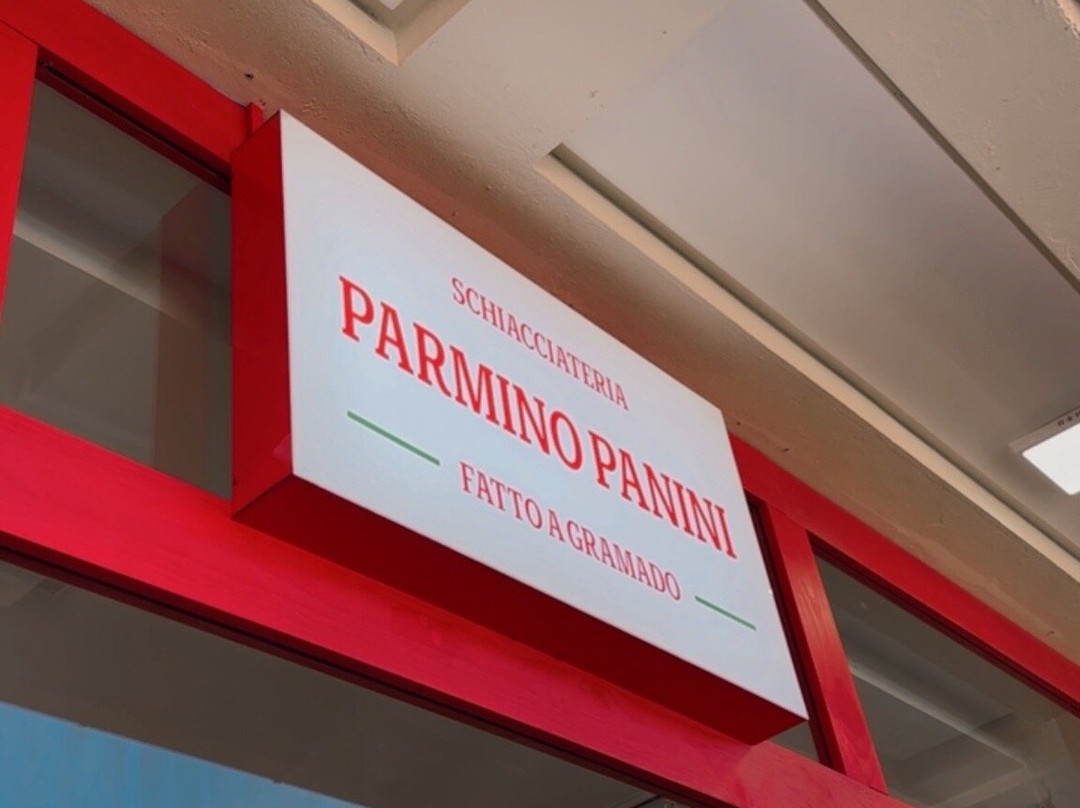 SCHIACCIATERIA
PARMINO PANINI
FATTO A GRAMADO